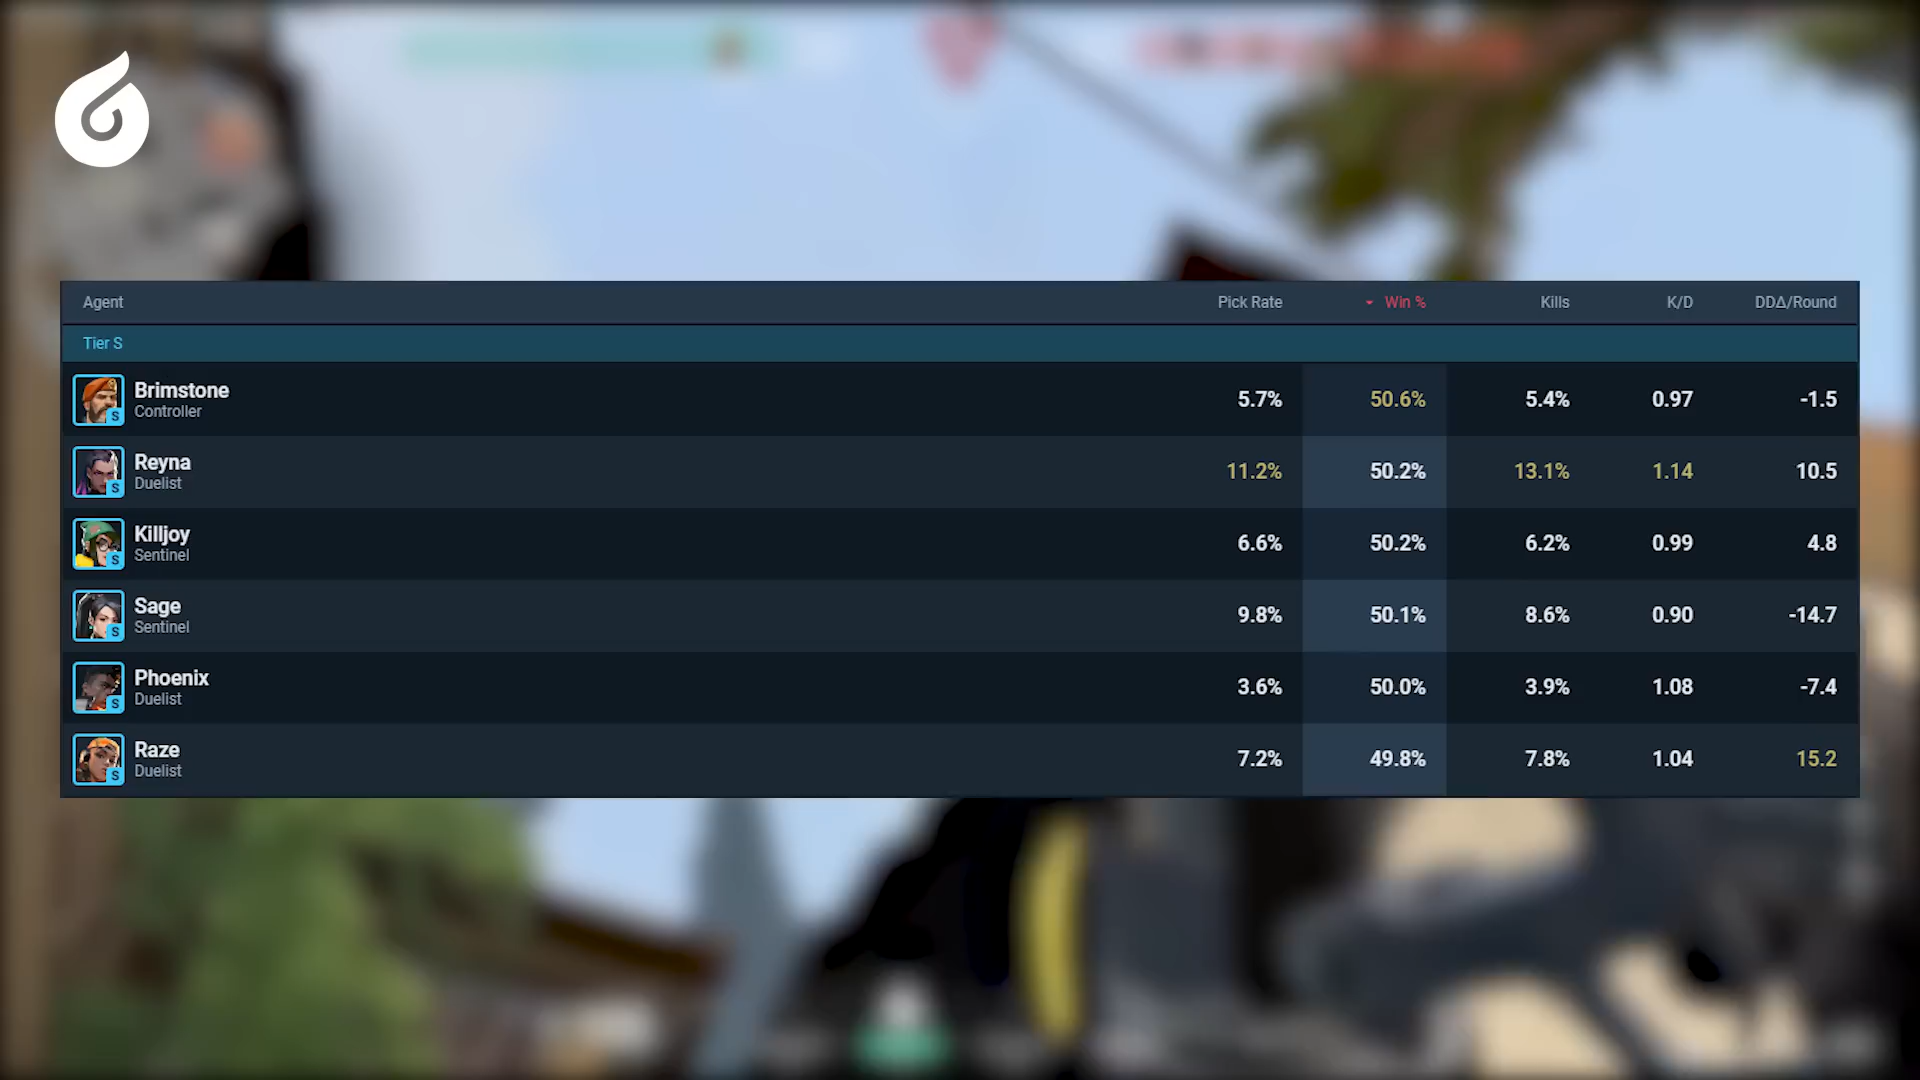 Agent Pick Rate Win % Kills K/D DDΔ/Round
Tier S
Brimstone 5.7% 50.6% 5.4% 0.97 -1.5
Controller
S
Reyna 11.2% 50.2% 13.1% 1.14 10.5
Duelist
S
Killjoy 6.6% 50.2% 6.2% 0.99 4.8
Sentinel
S
Sage 9.8% 50.1% 8.6% 0.90 -14.7
Sentinel
S
Phoenix 3.6% 50.0% 3.9% 1.08 -7.4
Duelist
S
Raze 7.2% 49.8% 7.8% 1.04 15.2
Duelist
S